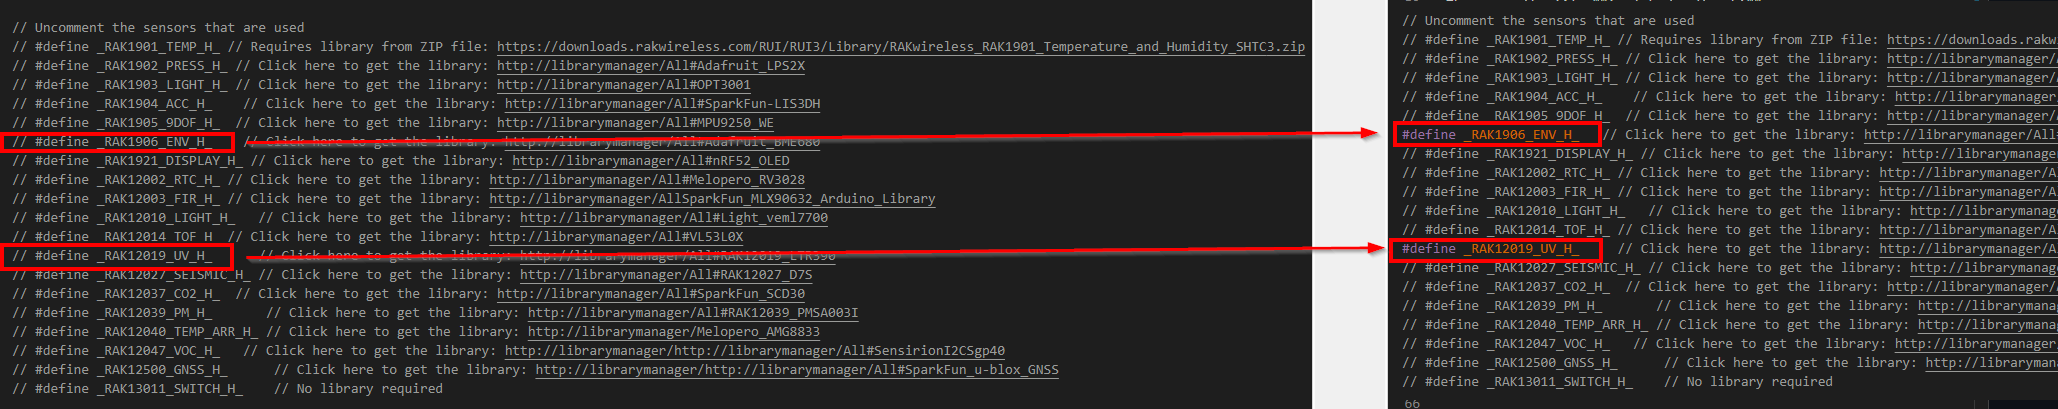 // Uncomment the sensors that are used
// #define _RAK1901_TEMP_H_ // Requires library from ZIP file: https://downloads.rakwireless.com/RUI/RUI3/Library/RAKwireless_RAK1901_Temperature_and_Humidity_SHTC3.zip
// #define _RAK1902_PRESS_H_ // Click here to get the library: http://librarymanager/All#Adafruit_LPS2X
// #define _RAK1903_LIGHT_H_ // Click here to get the library: http://librarymanager/All#OPT3001
// #define _RAK1904_ACC_H_    // Click here to get the library: http://librarymanager/All#SparkFun-LIS3DH
// #define _RAK1905_9DOF_H_   // Click here to get the library: http://librarymanager/All#MPU9250_WE
// #define _RAK1906_ENV_H_    // Click here to get the library: http://librarymanager/All#Adafruit_BME680
// #define _RAK1921_DISPLAY_H_ // Click here to get the library: http://librarymanager/All#nRF52_OLED
// #define _RAK12002_RTC_H_  // Click here to get the library: http://librarymanager/All#Melopero_RV3028
// #define _RAK12003_FIR_H_  // Click here to get the library: http://librarymanager/AllSparkFun_MLX90632_Arduino_Library
// #define _RAK12010_LIGHT_H_   // Click here to get the library: http://librarymanager/All#Light_veml7700
// #define _RAK12014_TOF_H_  // Click here to get the library: http://librarymanager/All#VL53L0X
// #define _RAK12019_UV_H_      // Click here to get the library: http://librarymanager/All#RAK12019_LTR390
// #define _RAK12027_SEISMIC_H_ // Click here to get the library: http://librarymanager/All#RAK12027_D7S
// #define _RAK12037_CO2_H_  // Click here to get the library: http://librarymanager/All#SparkFun_SCD30
// #define _RAK12039_PM_H_       // Click here to get the library: http://librarymanager/All#RAK12039_PMSA003I
// #define _RAK12040_TEMP_ARR_H_ // Click here to get the library: http://librarymanager/Melopero_AMG8833
// #define _RAK12047_VOC_H_   // Click here to get the library: http://librarymanager/http://librarymanager/All#SensirionI2CSgp40
// #define _RAK12500_GNSS_H_      // Click here to get the library: http://librarymanager/http://librarymanager/All#SparkFun_u-blox_GNSS
// #define _RAK13011_SWITCH_H_    // No library required
// Uncomment the sensors that are used
// #define _RAK1901_TEMP_H_ // Requires library from ZIP file: https://downloads.rakw
// #define _RAK1902_PRESS_H_ // Click here to get the library: http://librarymanager/A
// #define _RAK1903_LIGHT_H_ // Click here to get the library: http://librarymanager/A
// #define _RAK1904_ACC_H_    // Click here to get the library: http://librarymanager/
// #define _RAK1905_9DOF_H_   // Click here to get the library: http://librarymanager/A
#define _RAK1906_ENV_H_   // Click here to get the library: http://librarymanager/All
// #define _RAK1921_DISPLAY_H_ // Click here to get the library: http://librarymanager
// #define _RAK12002_RTC_H_  // Click here to get the library: http://librarymanager/A
// #define _RAK12003_FIR_H_  // Click here to get the library: http://librarymanager/A
// #define _RAK12010_LIGHT_H_   // Click here to get the library: http://librarymanage
// #define _RAK12014_TOF_H_  // Click here to get the library: http://librarymanager/A
#define _RAK12019_UV_H_     // Click here to get the library: http://librarymanager/A
// #define _RAK12027_SEISMIC_H_ // Click here to get the library: http://librarymanage
// #define _RAK12037_CO2_H_  // Click here to get the library: http://librarymanager/A
// #define _RAK12039_PM_H_       // Click here to get the library: http://librarymanag
// #define _RAK12040_TEMP_ARR_H_ // Click here to get the library: http://librarymanag
// #define _RAK12047_VOC_H_   // Click here to get the library: http://librarymanager/
// #define _RAK12500_GNSS_H_      // Click here to get the library: http://librarymana
// #define _RAK13011_SWITCH_H_    // No library required